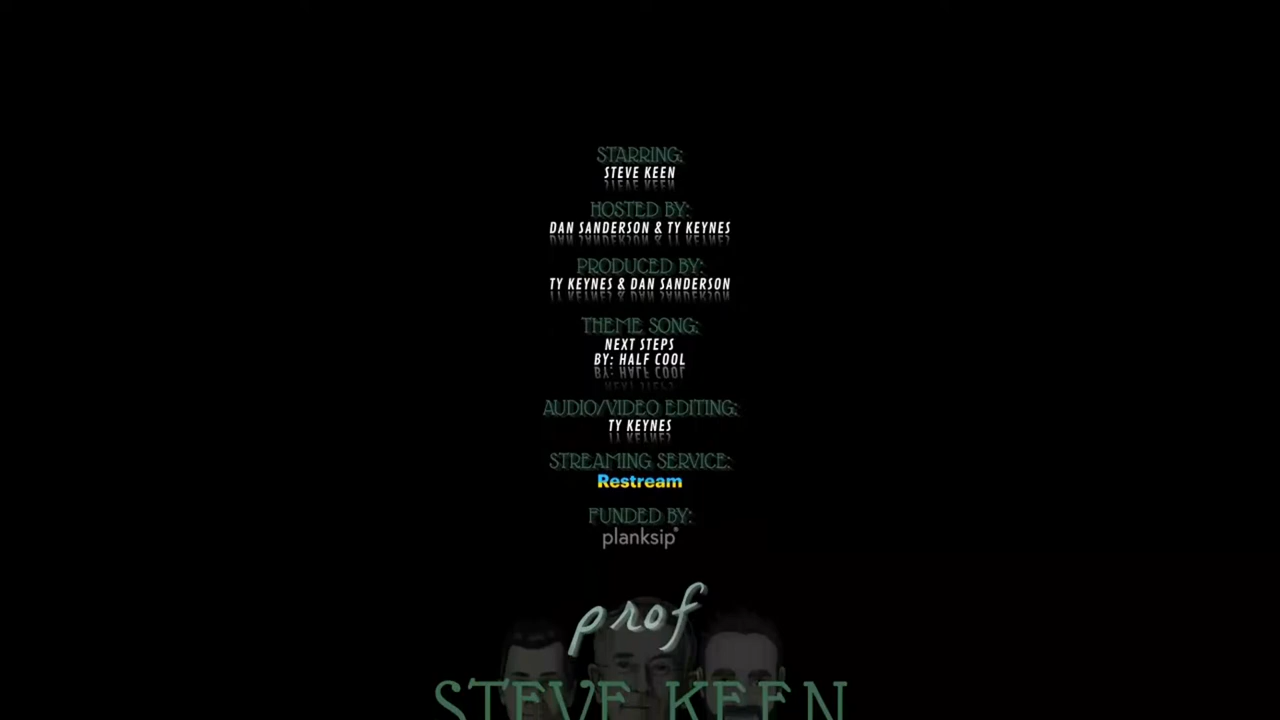 STARRING:
STEVE KEEN
HOSTED BY:
DAN SANDERSON & TY KEYNES
PRODUCED BY:
TY KEYNES & DAN SANDERSON
THEME SONG:
NEXT STEPS
BY: HALF COOL
AUDIO/VIDEO EDITING:
TY KEYNES
STREAMING SERVICE:
Restream
FUNDED BY:
planksip®
prof
STEVE KEEN